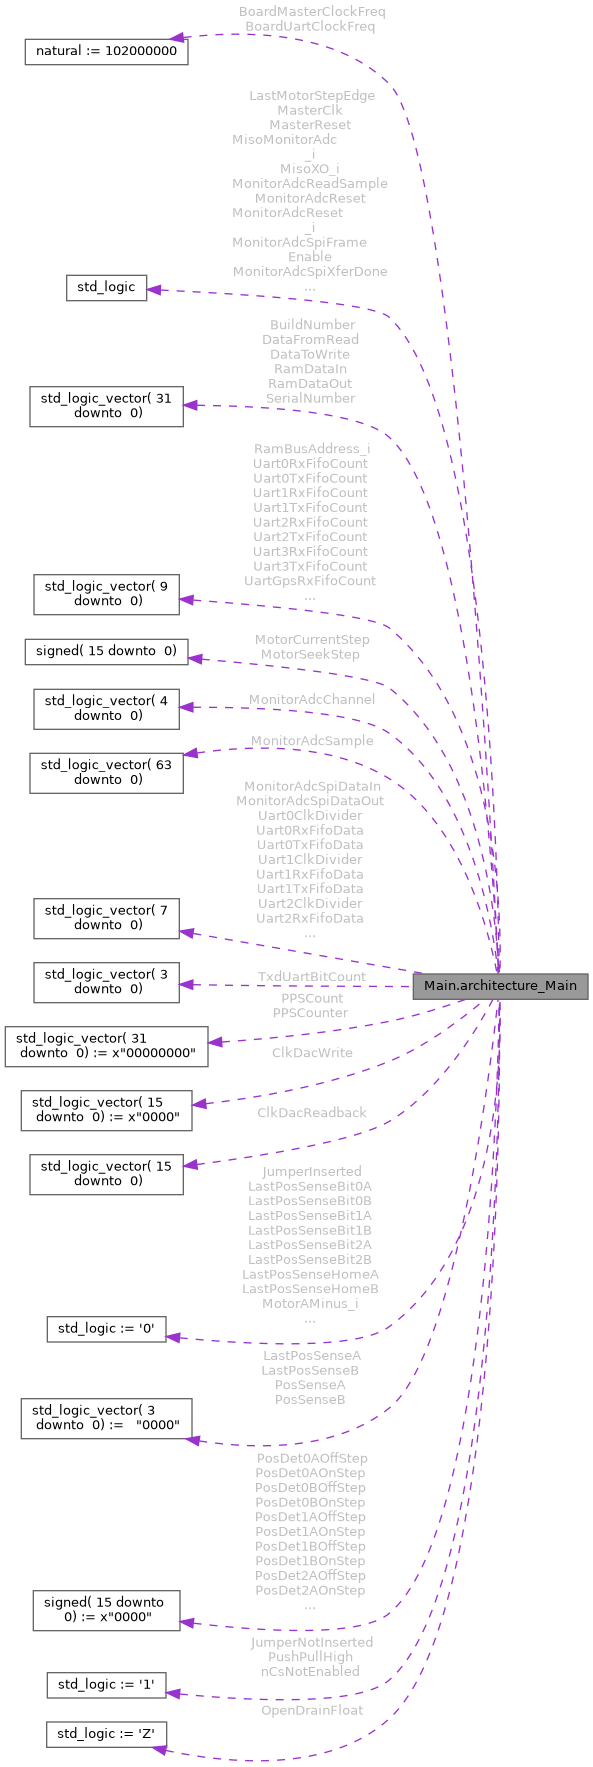 BoardMasterClockFreq
BoardUartClockFreq
natural := 102000000
LastMotorStepEdge
MasterClk
MasterReset
MisoMonitorAdc
_i
MisoXO_i
MonitorAdcReadSample
MonitorAdcReset
MonitorAdcReset
_i
MonitorAdcSpiFrame
Enable
MonitorAdcSpiXferDone
...
std_logic
BuildNumber
DataFromRead
DataToWrite
RamDataIn
RamDataOut
SerialNumber
std_logic_vector( 31
downto  0)
RamBusAddress_i
Uart0RxFifoCount
Uart0TxFifoCount
Uart1RxFifoCount
Uart1TxFifoCount
Uart2RxFifoCount
Uart2TxFifoCount
Uart3RxFifoCount
Uart3TxFifoCount
UartGpsRxFifoCount
...
std_logic_vector( 9
downto  0)
MotorCurrentStep
MotorSeekStep
signed( 15 downto  0)
MonitorAdcChannel
std_logic_vector( 4
downto  0)
MonitorAdcSample
std_logic_vector( 63
downto  0)
MonitorAdcSpiDataIn
MonitorAdcSpiDataOut
Uart0ClkDivider
Uart0RxFifoData
Uart0TxFifoData
Uart1ClkDivider
Uart1RxFifoData
Uart1TxFifoData
Uart2ClkDivider
Uart2RxFifoData
...
std_logic_vector( 7
downto  0)
TxdUartBitCount
std_logic_vector( 3
downto  0)
Main.architecture_Main
PPSCount
PPSCounter
std_logic_vector( 31
downto  0) := x"00000000"
ClkDacWrite
std_logic_vector( 15
downto  0) := x"0000"
ClkDacReadback
std_logic_vector( 15
downto  0)
JumperInserted
LastPosSenseBit0A
LastPosSenseBit0B
LastPosSenseBit1A
LastPosSenseBit1B
LastPosSenseBit2A
LastPosSenseBit2B
LastPosSenseHomeA
LastPosSenseHomeB
MotorAMinus_i
...
std_logic := '0'
LastPosSenseA
LastPosSenseB
PosSenseA
PosSenseB
std_logic_vector( 3
downto  0) :=   "0000"
PosDet0AOffStep
PosDet0AOnStep
PosDet0BOffStep
PosDet0BOnStep
PosDet1AOffStep
PosDet1AOnStep
PosDet1BOffStep
PosDet1BOnStep
PosDet2AOffStep
PosDet2AOnStep
...
signed( 15 downto
0) := x"0000"
JumperNotInserted
PushPullHigh
nCsNotEnabled
std_logic := '1'
OpenDrainFloat
std_logic := 'Z'